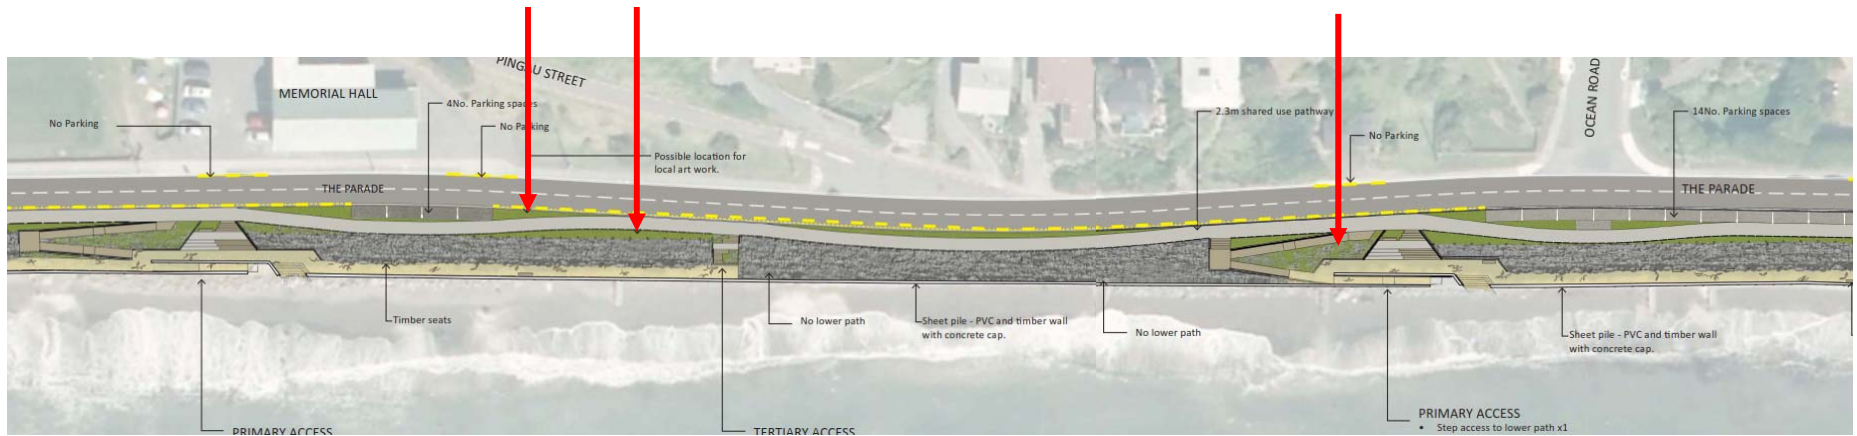 PINGAU STREET
MEMORIAL HALL
4No. Parking spaces
No Parking
No Parking
Possible location for
local art work.
THE PARADE
2.3m shared use pathway
No Parking
OCEAN ROAD
14No. Parking spaces
THE PARADE
Timber seats
No lower path
Sheet pile - PVC and timber wall
with concrete cap.
No lower path
Sheet pile - PVC and timber wall
with concrete cap.
PRIMARY ACCESS
TERTIARY ACCESS
PRIMARY ACCESS
• Step access to lower path x1